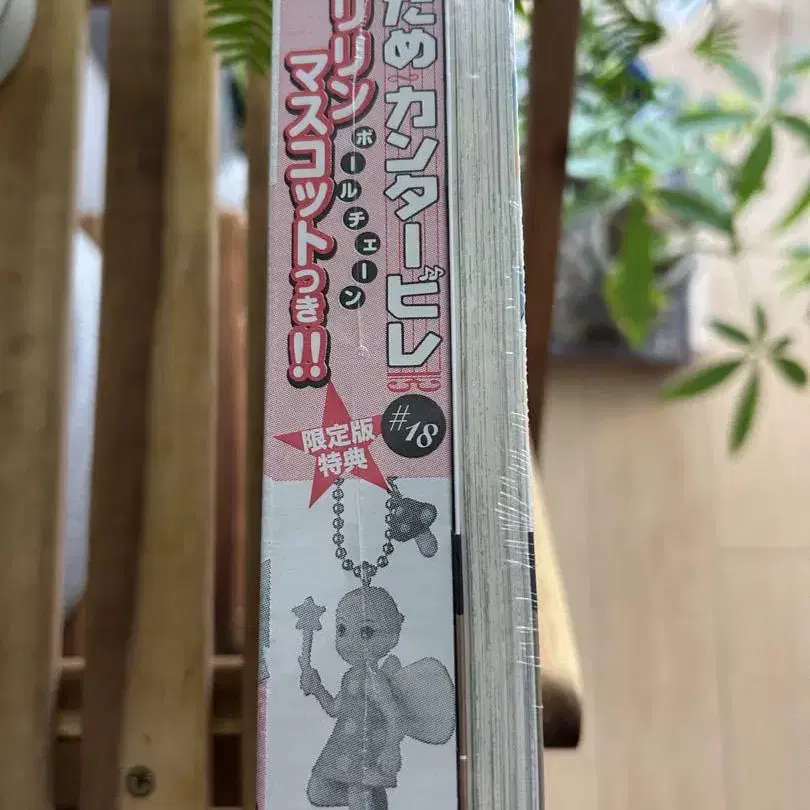 ため♪カンタービレ
#18
リリン
ボールチェーン
マスコットつき!!
限定版
特典